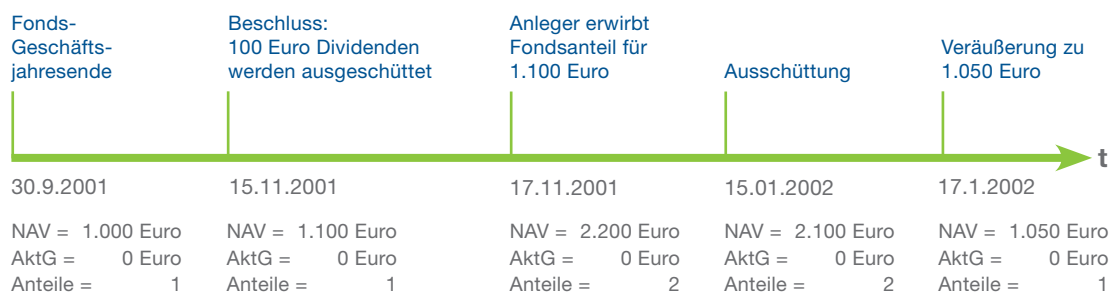 Fonds-
Geschäfts-
jahresende
Beschluss:
100 Euro Dividenden
werden ausgeschüttet
Anleger erwirbt
Fondsanteil für
1.100 Euro
Ausschüttung
Veräußerung zu
1.050 Euro
t
30.9.2001
15.11.2001
17.11.2001
15.01.2002
17.1.2002
NAV = 1.000 Euro
AktG = 0 Euro
Anteile = 1
NAV = 1.100 Euro
AktG = 0 Euro
Anteile = 1
NAV = 2.200 Euro
AktG = 0 Euro
Anteile = 2
NAV = 2.100 Euro
AktG = 0 Euro
Anteile = 2
NAV = 1.050 Euro
AktG = 0 Euro
Anteile = 1